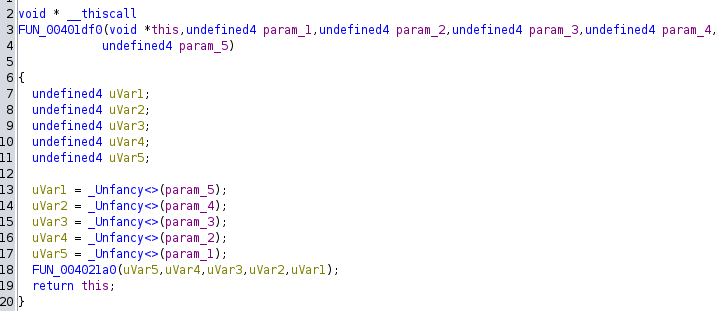 2 void * __thiscall
3 FUN_00401df0(void *this,undefined4 param_1,undefined4 param_2,undefined4 param_3,undefined4 param_4,
4             undefined4 param_5)
5
6 {
7   undefined4 uVar1;
8   undefined4 uVar2;
9   undefined4 uVar3;
10   undefined4 uVar4;
11   undefined4 uVar5;
12
13   uVar1 = _Unfancy<>(param_5);
14   uVar2 = _Unfancy<>(param_4);
15   uVar3 = _Unfancy<>(param_3);
16   uVar4 = _Unfancy<>(param_2);
17   uVar5 = _Unfancy<>(param_1);
18   FUN_004021a0(uVar5,uVar4,uVar3,uVar2,uVar1);
19   return this;
20 }